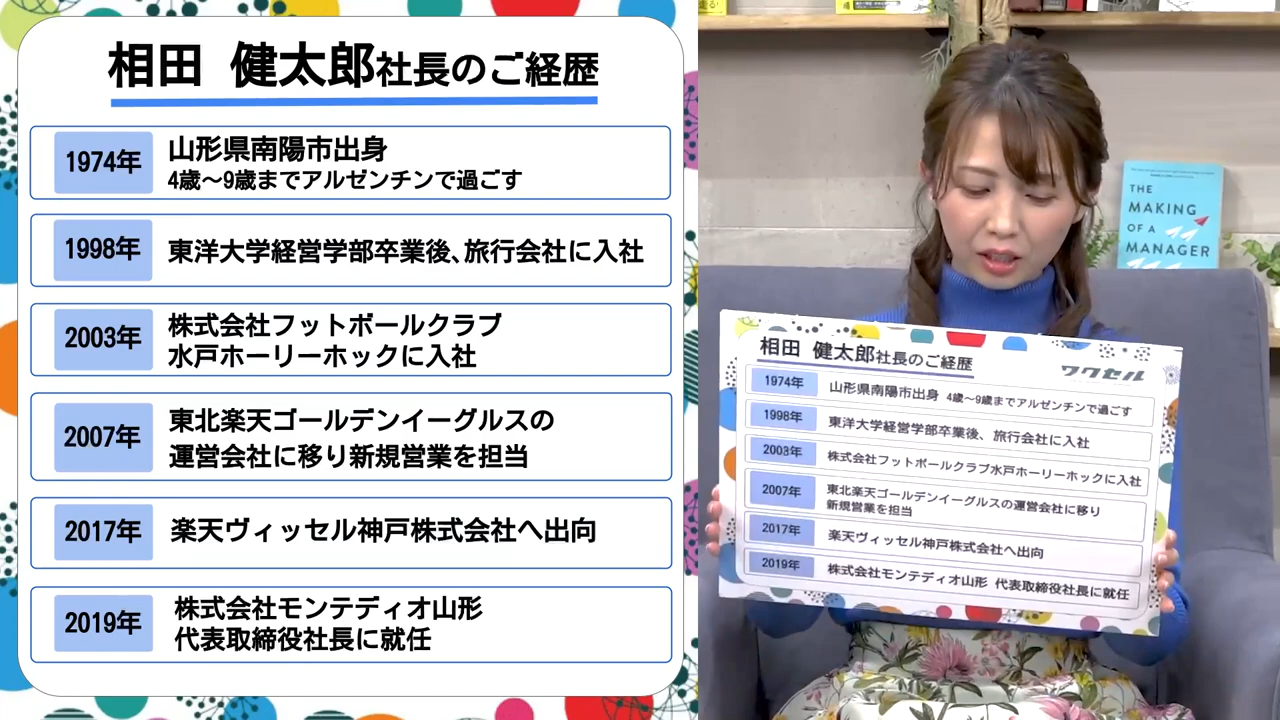 相田 健太郎社長のご経歴
1974年
山形県南陽市出身
4歳～9歳までアルゼンチンで過ごす
1998年
東洋大学経営学部卒業後、旅行会社に入社
2003年
株式会社フットボールクラブ
水戸ホーリーホックに入社
2007年
東北楽天ゴールデンイーグルスの
運営会社に移り新規営業を担当
2017年
楽天ヴィッセル神戸株式会社へ出向
2019年
株式会社モンテディオ山形
代表取締役社長に就任
THE
MAKING
OF A
MANAGER
相田 健太郎社長のご経歴
ワクセル
1974年
山形県南陽市出身 4歳～9歳までアルゼンチンで過ごす
1998年
東洋大学経営学部卒業後、旅行会社に入社
2003年
株式会社フットボールクラブ水戸ホーリーホックに入社
2007年
東北楽天ゴールデンイーグルスの運営会社に移り
新規営業を担当
2017年
楽天ヴィッセル神戸株式会社へ出向
2019年
株式会社モンテディオ山形 代表取締役社長に就任